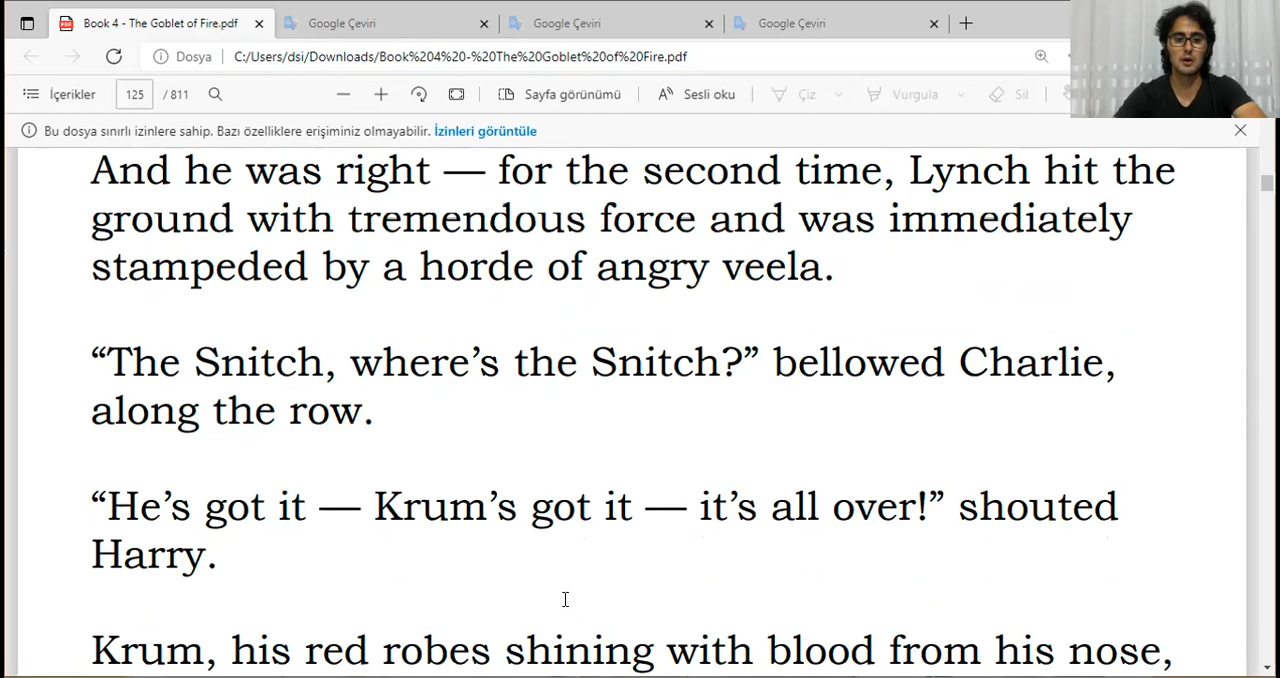 Book 4 - The Goblet of Fire.pdf
Google Çeviri
Google Çeviri
Google Çeviri
Dosya
C:/Users/dsi/Downloads/Book%204%20-%20The%20Goblet%20of%20Fire.pdf
İçerikler
125
/ 811
Sayfa görünümü
Sesli oku
Çiz
Vurgula
Sil
Bu dosya sınırlı izinlere sahip. Bazı özelliklere erişiminiz olmayabilir. İzinleri görüntüle
And he was right — for the second time, Lynch hit the
ground with tremendous force and was immediately
stampeded by a horde of angry veela.
“The Snitch, where’s the Snitch?” bellowed Charlie,
along the row.
“He’s got it — Krum’s got it — it’s all over!” shouted
Harry.
Krum, his red robes shining with blood from his nose,